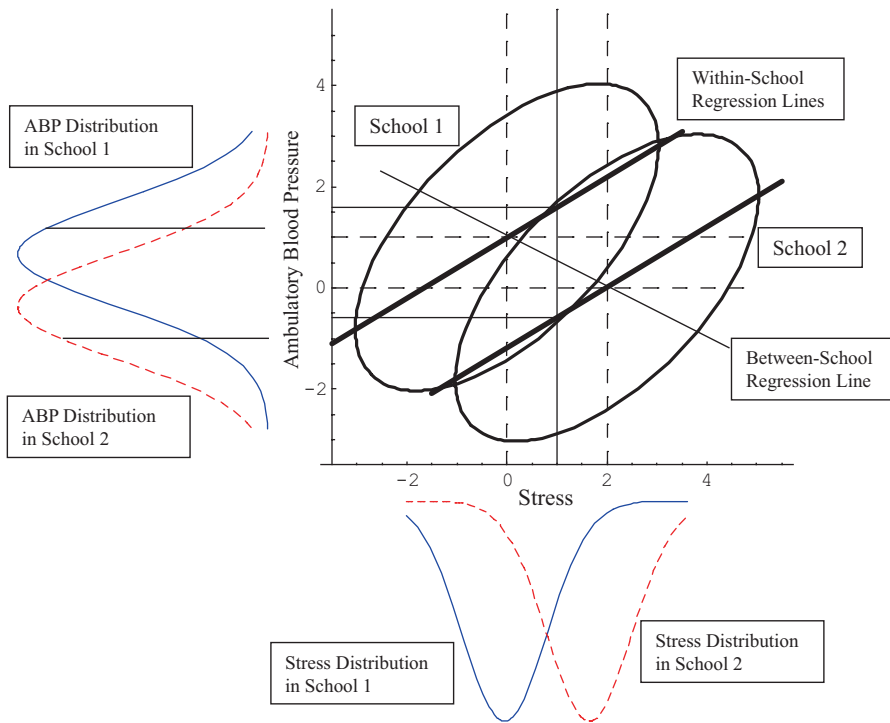 ABP Distribution
in School 1
ABP Distribution
in School 2
Ambulatory Blood Pressure
4
2
0
-2
School 1
Within-School
Regression Lines
School 2
Between-School
Regression Line
-2
0
2
4
Stress
Stress Distribution
in School 1
Stress Distribution
in School 2